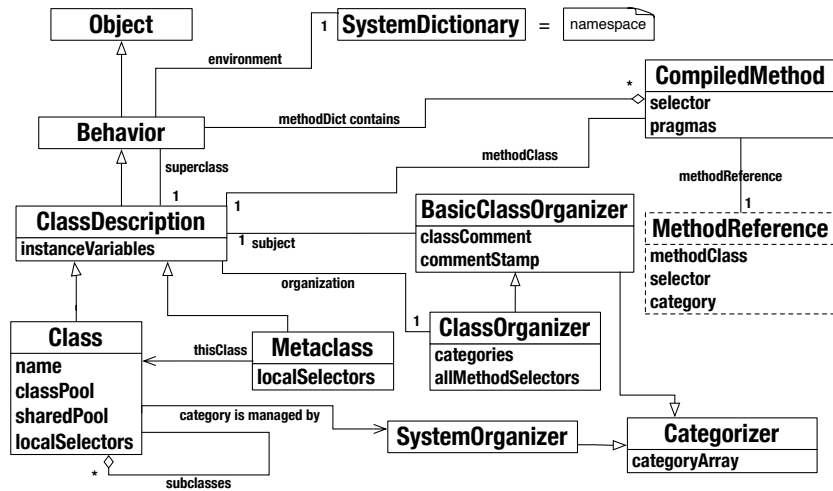 Object
1
SystemDictionary
=
namespace
environment
*
CompiledMethod
selector
pragmas
Behavior
methodDict contains
superclass
methodClass
methodReference
1
1
1
ClassDescription
instanceVariables
1
subject
BasicClassOrganizer
classComment
commentStamp
MethodReference
methodClass
selector
category
organization
1
Class
name
classPool
sharedPool
localSelectors
thisClass
Metaclass
localSelectors
ClassOrganizer
categories
allMethodSelectors
category is managed by
SystemOrganizer
Categorizer
categoryArray
*
subclasses